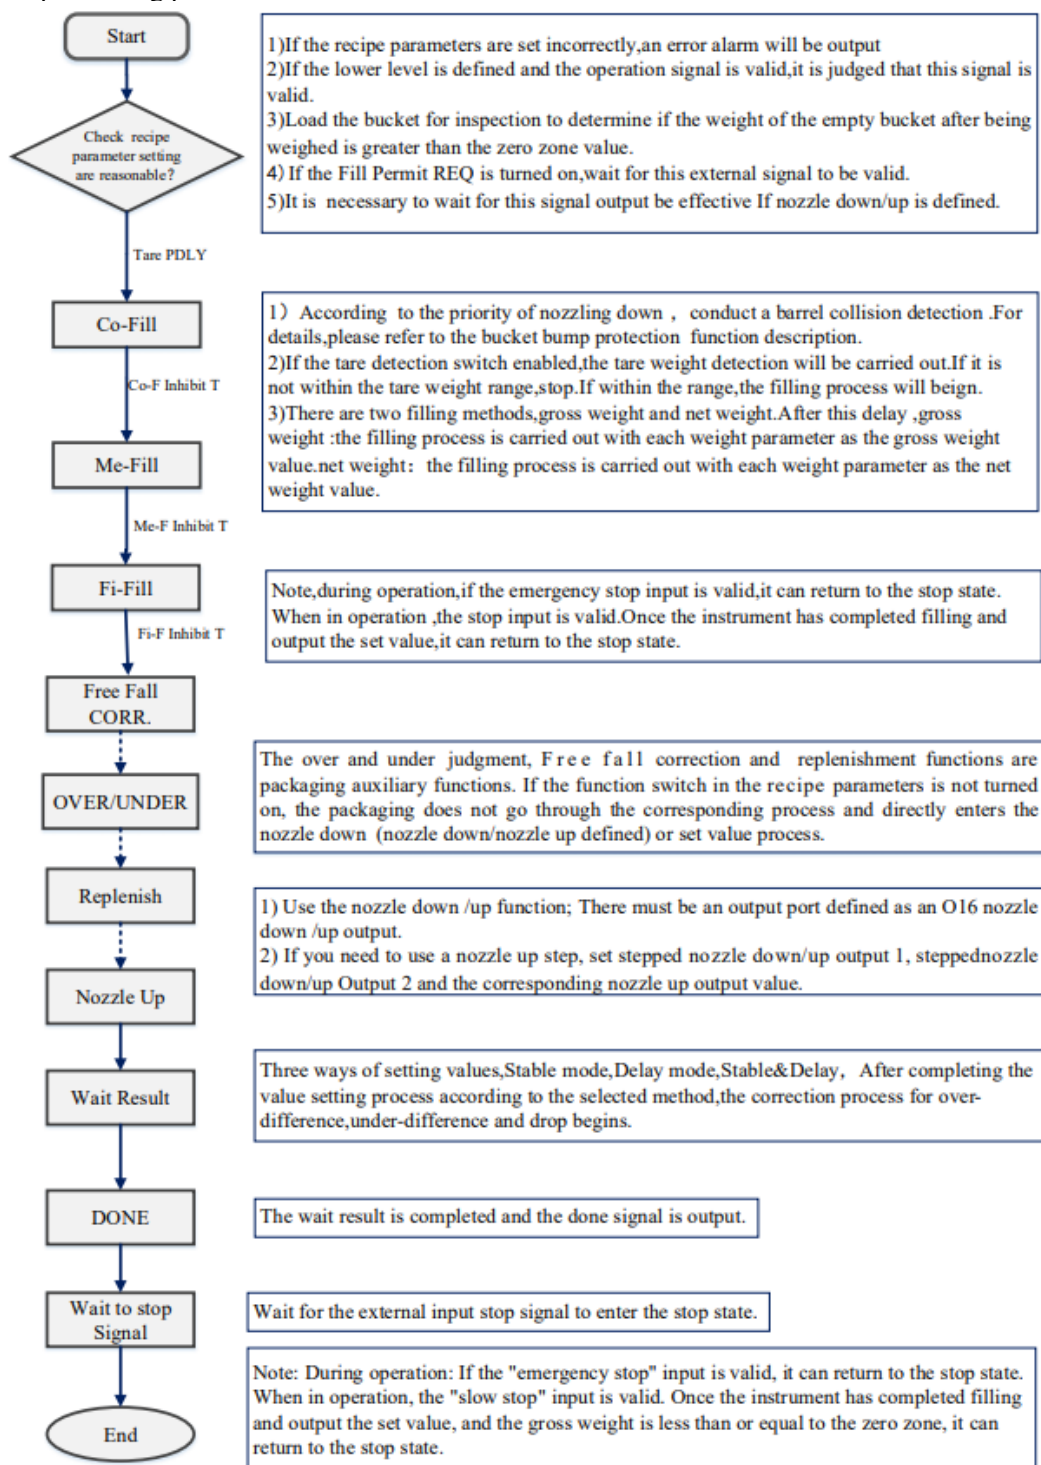 Start
1)If the recipe parameters are set incorrectly,an error alarm will be output
2)If the lower level is defined and the operation signal is valid,it is judged that this signal is
valid.
3)Load the bucket for inspection to determine if the weight of the empty bucket after being
weighed is greater than the zero zone value.
4) If the Fill Permit REQ is turned on,wait for this external signal to be valid.
5)It is necessary to wait for this signal output be effective If nozzle down/up is defined.
Check recipe
parameter setting
are reasonable?
Tare PDLY
Co-Fill
1) According to the priority of nozzling down , conduct a barrel collision detection .For
details,please refer to the bucket bump protection function description.
2)If the tare detection switch enabled,the tare weight detection will be carried out.If it is
not within the tare weight range,stop.If within the range,the filling process will beign.
3)There are two filling methods,gross weight and net weight.After this delay ,gross
weight :the filling process is carried out with each weight parameter as the gross weight
value.net weight: the filling process is carried out with each weight parameter as the net
weight value.
Co-F Inhibit T
Me-Fill
Me-F Inhibit T
Fi-Fill
Note,during operation,if the emergency stop input is valid,it can return to the stop state.
When in operation ,the stop input is valid.Once the instrument has completed filling and
output the set value,it can return to the stop state.
Fi-F Inhibit T
Free Fall
CORR.
OVER/UNDER
The over and under judgment, Free fall correction and replenishment functions are
packaging auxiliary functions. If the function switch in the recipe parameters is not turned
on, the packaging does not go through the corresponding process and directly enters the
nozzle down (nozzle down/nozzle up defined) or set value process.
Replenish
1) Use the nozzle down /up function; There must be an output port defined as an O16 nozzle
down /up output.
2) If you need to use a nozzle up step, set stepped nozzle down/up output 1, steppednozzle
down/up Output 2 and the corresponding nozzle up output value.
Nozzle Up
Wait Result
Three ways of setting values,Stable mode,Delay mode,Stable&Delay, After completing the
value setting process according to the selected method,the correction process for over-
difference,under-difference and drop begins.
DONE
The wait result is completed and the done signal is output.
Wait to stop
Signal
Wait for the external input stop signal to enter the stop state.
Note: During operation: If the "emergency stop" input is valid, it can return to the stop state.
When in operation, the "slow stop" input is valid. Once the instrument has completed filling
and output the set value, and the gross weight is less than or equal to the zero zone, it can
return to the stop state.
End